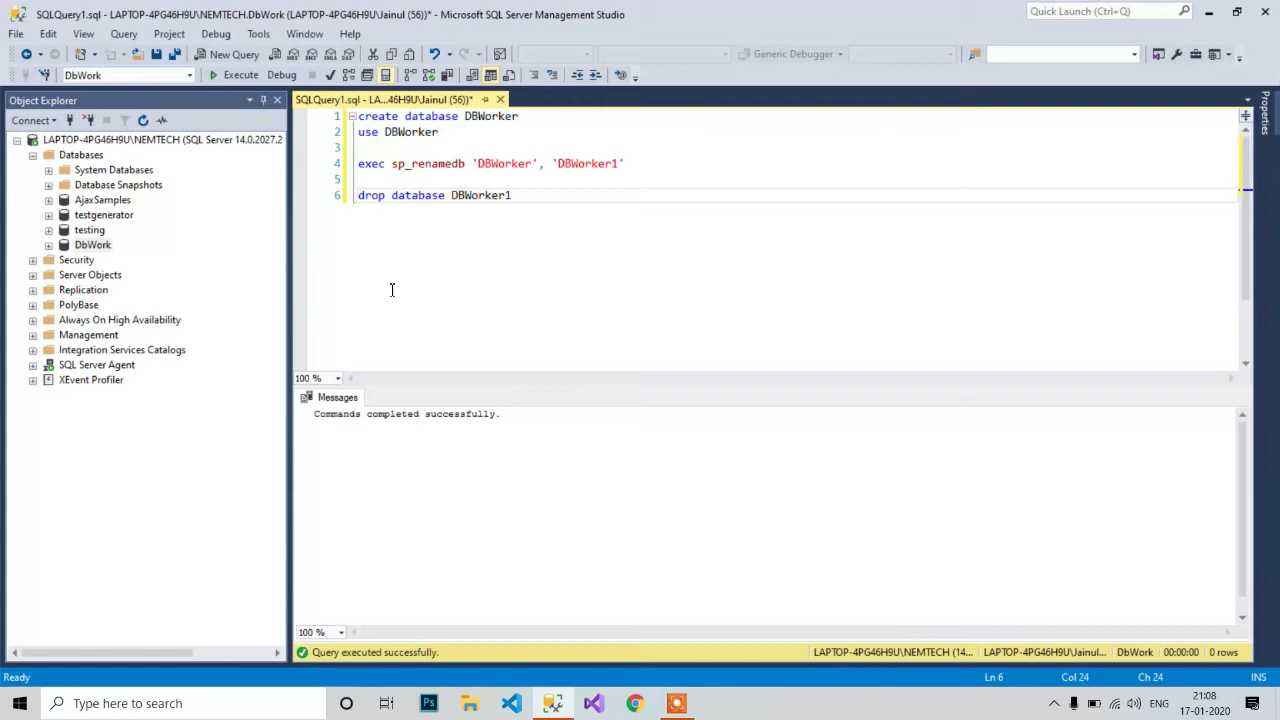 SQLQuery1.sql - LAPTOP-4PG46H9U\NEMTECH.DbWork (LAPTOP-4PG46H9U\Jainul (56))* - Microsoft SQL Server Management Studio
Quick Launch (Ctrl+Q)
File Edit View Query Project Debug Tools Window Help
New Query
Generic Debugger
DbWork
Execute Debug
Object Explorer
SQLQuery1.sql - LA...46H9U\Jainul (56))*
Properties
Connect
LAPTOP-4PG46H9U\NEMTECH (SQL Server 14.0.2027.2
Databases
System Databases
Database Snapshots
AjaxSamples
testgenerator
testing
DbWork
Security
Server Objects
Replication
PolyBase
Always On High Availability
Management
Integration Services Catalogs
SQL Server Agent
XEvent Profiler
1 create database DBWorker
2 use DBWorker
3
4 exec sp_renamedb 'DBWorker', 'DBWorker1'
5
6 drop database DBWorker1
100 %
Messages
Commands completed successfully.
100 %
Query executed successfully.
LAPTOP-4PG46H9U\NEMTECH (14... LAPTOP-4PG46H9U\Jainul... DbWork 00:00:00 0 rows
Ready
Ln 6 Col 24 Ch 24 INS
Type here to search
Ps
ENG
21:08
17-01-2020